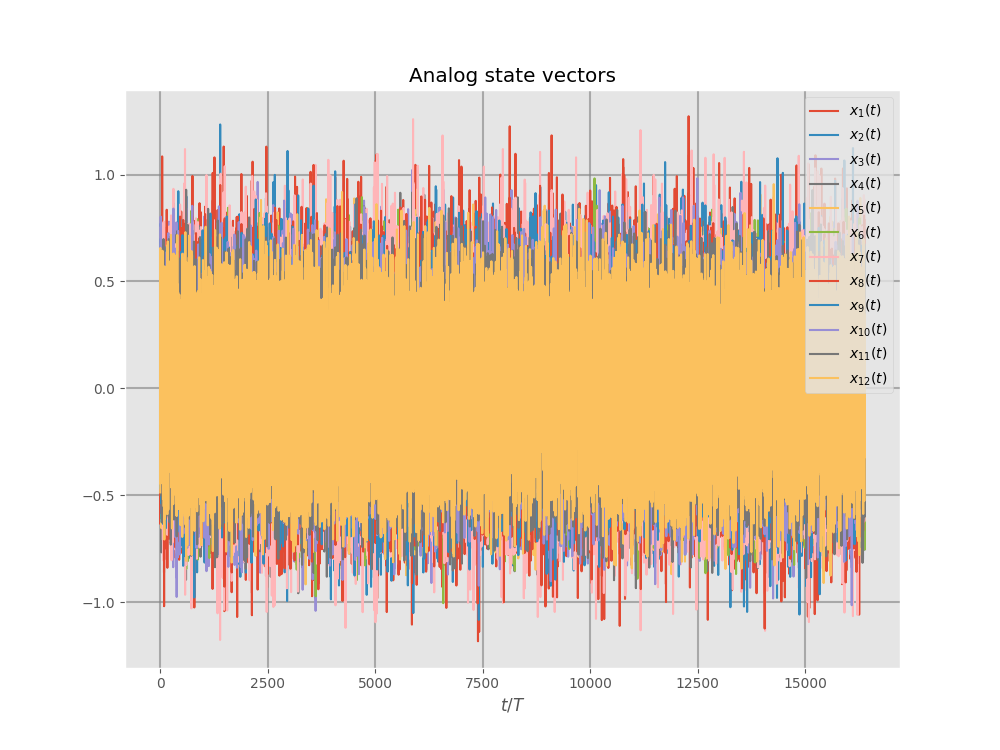 Analog state vectors
1.0
0.5
0.0
−0.5
−1.0
0 2500 5000 7500 10000 12500 15000
t/T
x₁(t)
x₂(t)
x₃(t)
x₄(t)
x₅(t)
x₆(t)
x₇(t)
x₈(t)
x₉(t)
x₁₀(t)
x₁₁(t)
x₁₂(t)